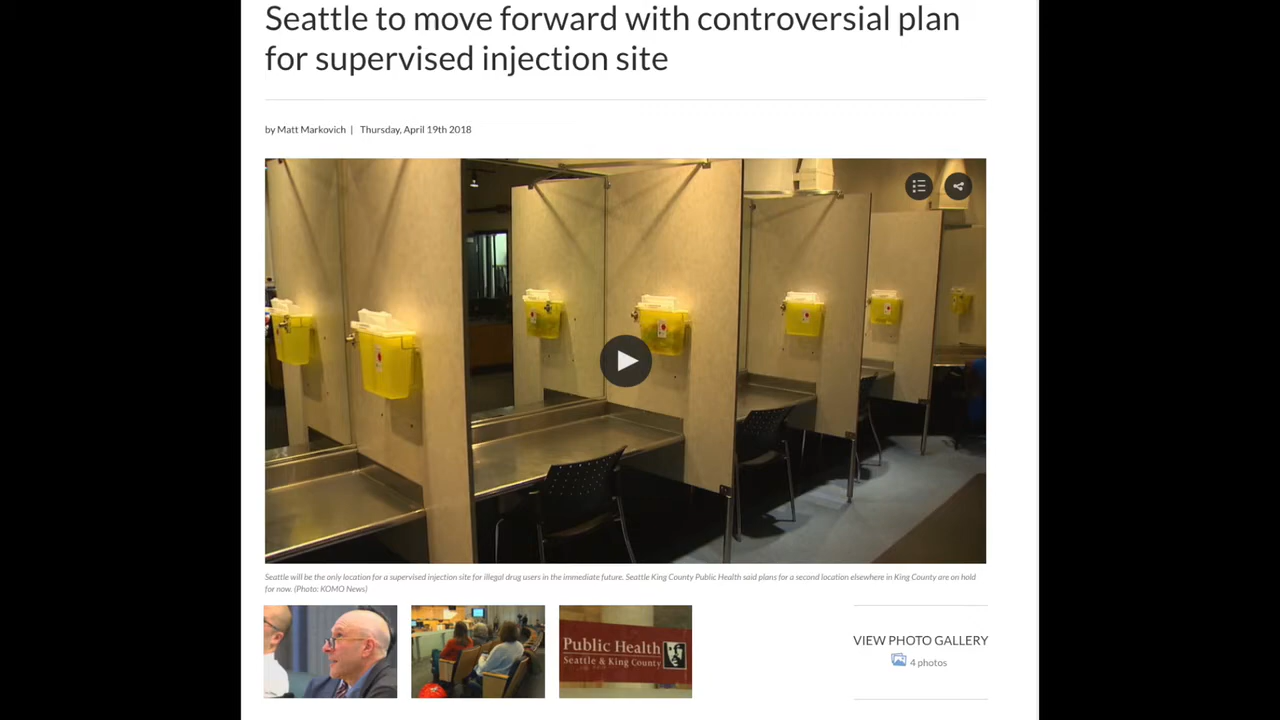 Seattle to move forward with controversial plan
for supervised injection site
by Matt Markovich | Thursday, April 19th 2018
Seattle will be the only location for a supervised injection site for illegal drug users in the immediate future. Seattle King County Public Health said plans for a second location elsewhere in King County are on hold
for now. (Photo: KOMO News)
Public Health
Seattle & King County
VIEW PHOTO GALLERY
4 photos